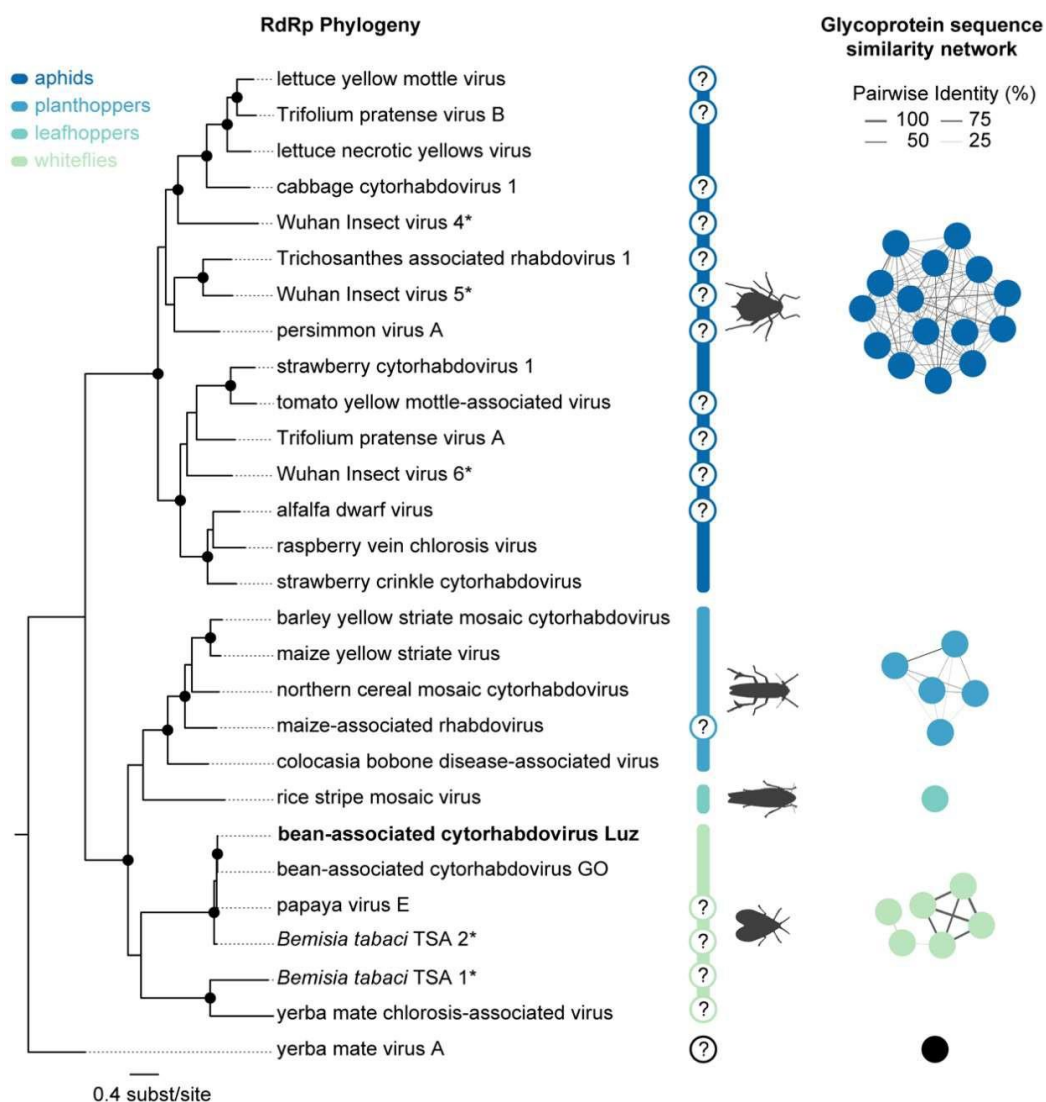 RdRp Phylogeny
Glycoprotein sequence
similarity network
aphids
planthoppers
leafhoppers
whiteflies
Pairwise Identity (%)
100 75
50 25
lettuce yellow mottle virus ?
Trifolium pratense virus B ?
lettuce necrotic yellows virus
cabbage cytorhabdovirus 1 ?
Wuhan Insect virus 4* ?
Trichosanthes associated rhabdovirus 1 ?
Wuhan Insect virus 5* ?
persimmon virus A ?
strawberry cytorhabdovirus 1
tomato yellow mottle-associated virus ?
Trifolium pratense virus A ?
Wuhan Insect virus 6* ?
alfalfa dwarf virus ?
raspberry vein chlorosis virus
strawberry crinkle cytorhabdovirus
barley yellow striate mosaic cytorhabdovirus
maize yellow striate virus
northern cereal mosaic cytorhabdovirus
maize-associated rhabdovirus ?
colocasia bobone disease-associated virus
rice stripe mosaic virus
bean-associated cytorhabdovirus Luz
bean-associated cytorhabdovirus GO
papaya virus E ?
Bemisia tabaci TSA 2* ?
Bemisia tabaci TSA 1* ?
yerba mate chlorosis-associated virus ?
yerba mate virus A ?
0.4 subst/site